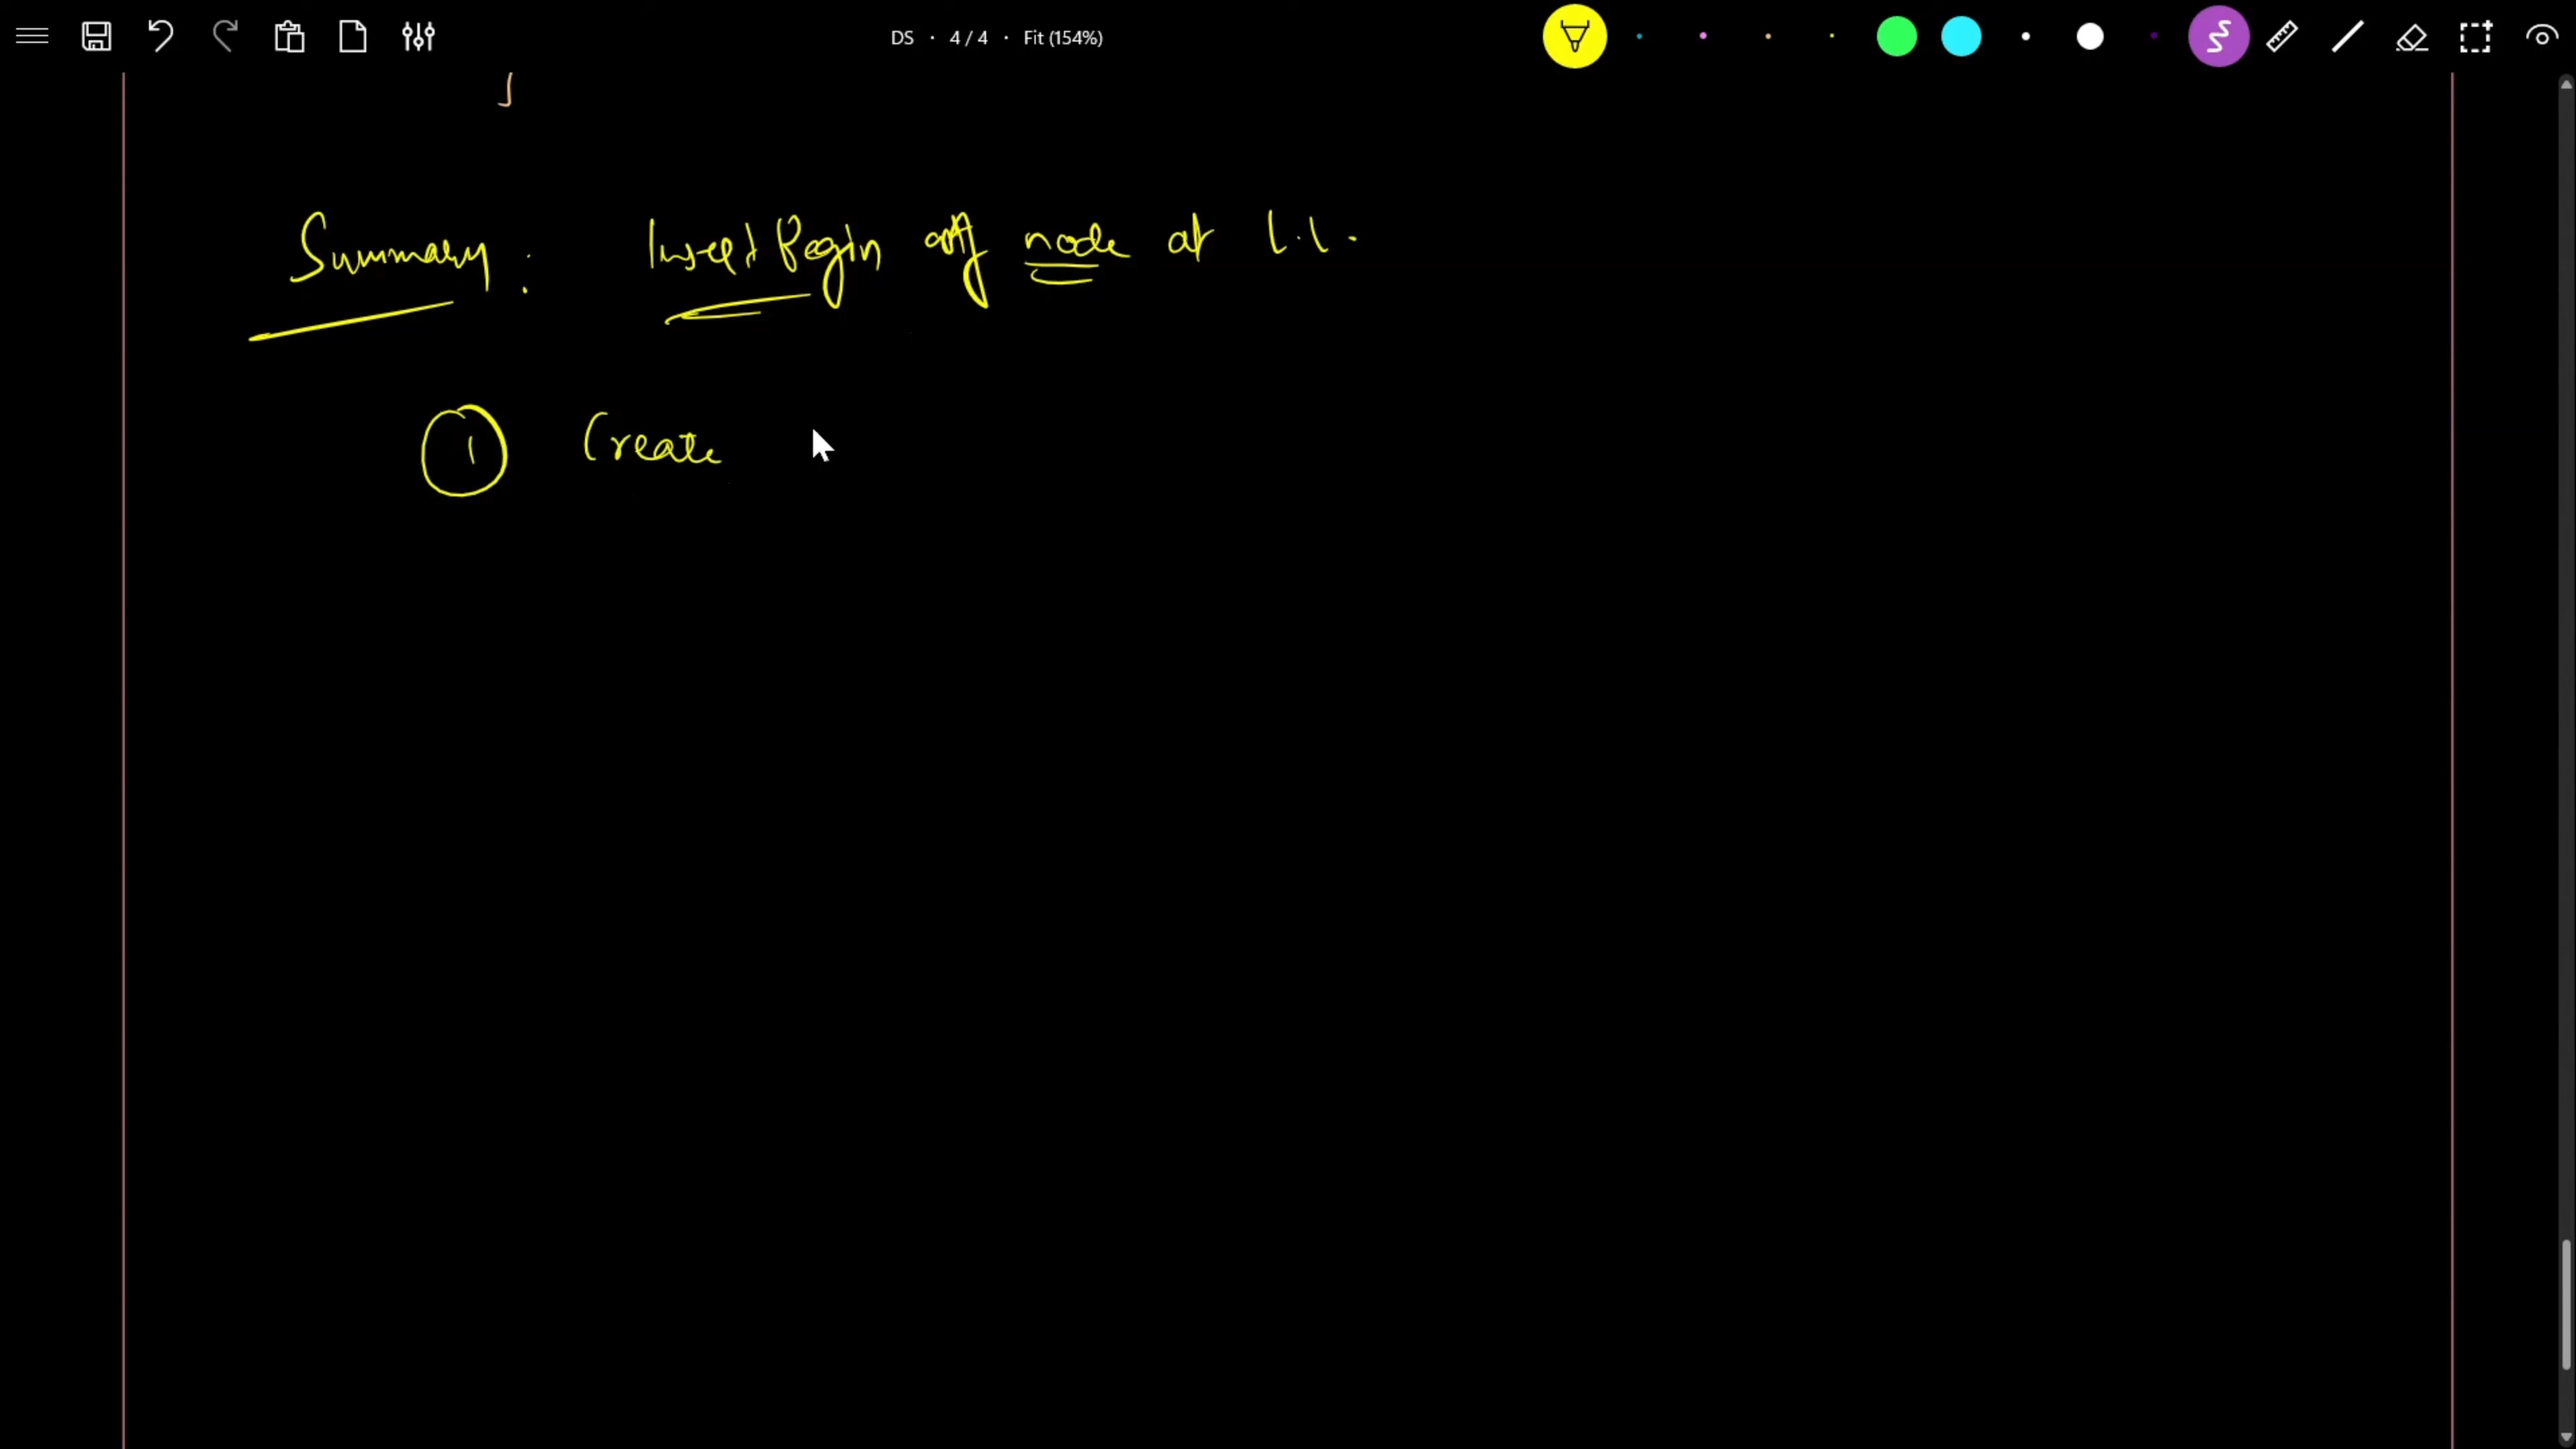 DS · 4 / 4 · Fit (154%)
Summary : Insert Begin of node at l.l.
① Create